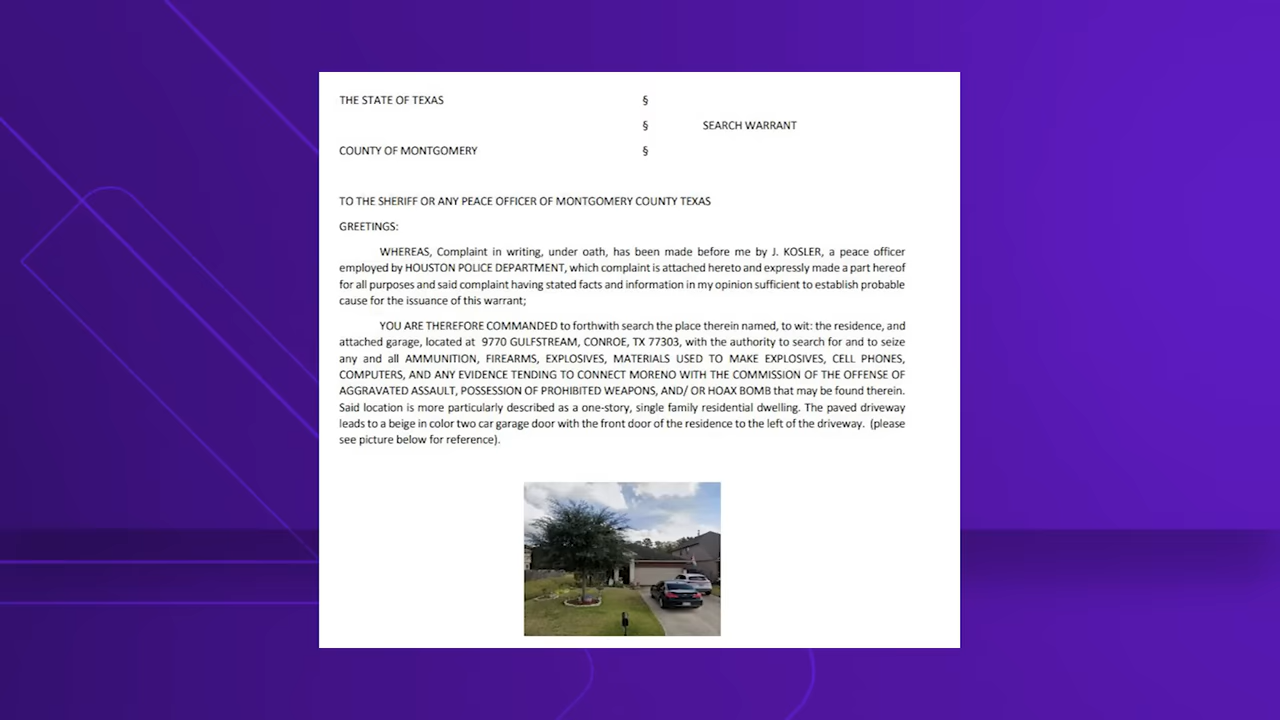 THE STATE OF TEXAS §
§ SEARCH WARRANT
COUNTY OF MONTGOMERY §
TO THE SHERIFF OR ANY PEACE OFFICER OF MONTGOMERY COUNTY TEXAS
GREETINGS:
WHEREAS, Complaint in writing, under oath, has been made before me by J. KOSLER, a peace officer
employed by HOUSTON POLICE DEPARTMENT, which complaint is attached hereto and expressly made a part hereof
for all purposes and said complaint having stated facts and information in my opinion sufficient to establish probable
cause for the issuance of this warrant;
YOU ARE THEREFORE COMMANDED to forthwith search the place therein named, to wit: the residence, and
attached garage, located at 9770 GULFSTREAM, CONROE, TX 77303, with the authority to search for and to seize
any and all AMMUNITION, FIREARMS, EXPLOSIVES, MATERIALS USED TO MAKE EXPLOSIVES, CELL PHONES,
COMPUTERS, AND ANY EVIDENCE TENDING TO CONNECT MORENO WITH THE COMMISSION OF THE OFFENSE OF
AGGRAVATED ASSAULT, POSSESSION OF PROHIBITED WEAPONS, AND/ OR HOAX BOMB that may be found therein.
Said location is more particularly described as a one-story, single family residential dwelling. The paved driveway
leads to a beige in color two car garage door with the front door of the residence to the left of the driveway. (please
see picture below for reference).